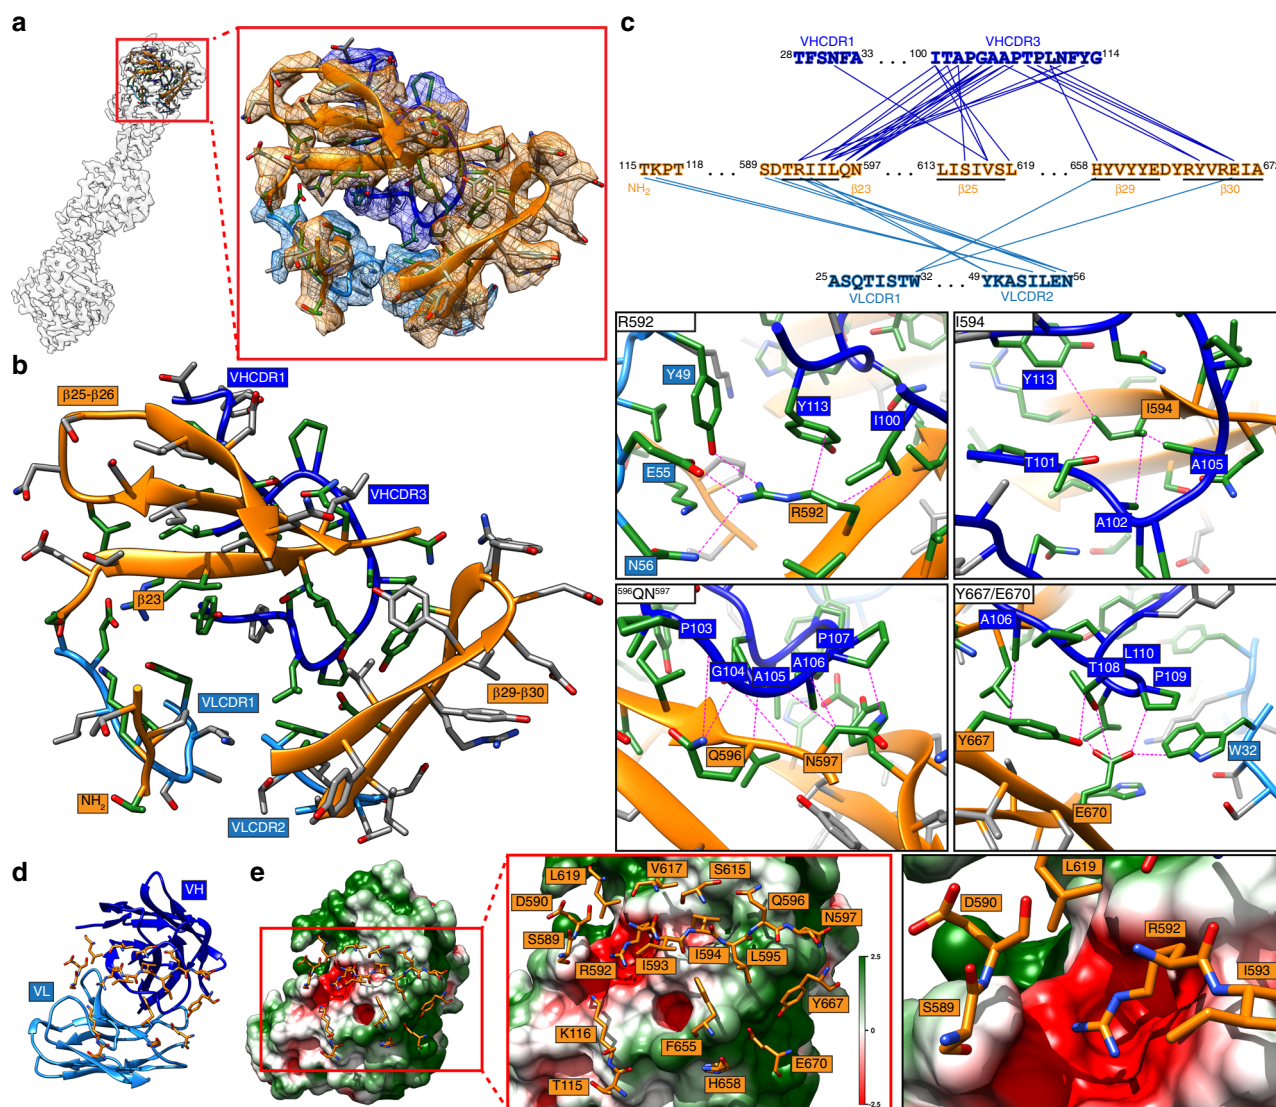 a
c
VHCDR1
VHCDR3
28TFSNFA33 ... 100ITAPGAAPTPLNFYG114
115TKPT118 ... 589SDTRIILQN597 613LISIVSL619 658HYVYYEDYRYVREIA672
NH2 β23 β25 β29 β30
25ASQTISTW32 ... 49YKASILEN56
VLCDR1 VLCDR2
b
VHCDR1
β25-β26
VHCDR3
β23
VLCDR1
β29-β30
NH2
VLCDR2
R592
Y49
Y113
I100
E55
R592
N56
I594
Y113
I594
T101
A105
A102
596QN597
P103
P107
G104
A106
A105
Q596
N597
Y667/E670
A106
L110
T108
P109
Y667
W32
E670
d
VH
VL
e
L619
V617
S615
D590
Q596
N597
S589
R592
I593
I594
L595
Y667
K116
F655
E670
T115
H658
2.5
0
-2.5
L619
D590
R592
S589
I593